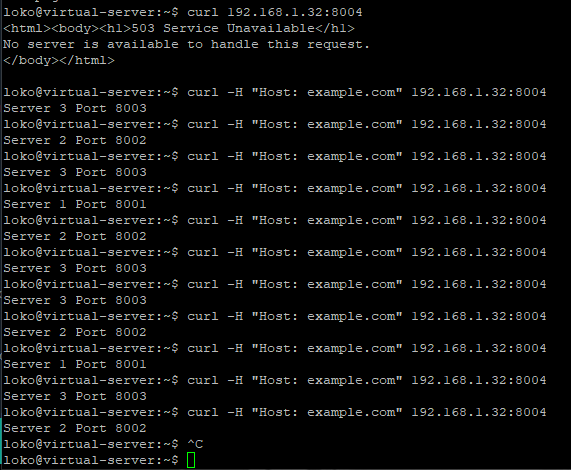 loko@virtual-server:~$ curl 192.168.1.32:8004
<html><body><h1>503 Service Unavailable</h1>
No server is available to handle this request.
</body></html>
loko@virtual-server:~$ curl -H "Host: example.com" 192.168.1.32:8004
Server 3 Port 8003
loko@virtual-server:~$ curl -H "Host: example.com" 192.168.1.32:8004
Server 2 Port 8002
loko@virtual-server:~$ curl -H "Host: example.com" 192.168.1.32:8004
Server 3 Port 8003
loko@virtual-server:~$ curl -H "Host: example.com" 192.168.1.32:8004
Server 1 Port 8001
loko@virtual-server:~$ curl -H "Host: example.com" 192.168.1.32:8004
Server 2 Port 8002
loko@virtual-server:~$ curl -H "Host: example.com" 192.168.1.32:8004
Server 3 Port 8003
loko@virtual-server:~$ curl -H "Host: example.com" 192.168.1.32:8004
Server 3 Port 8003
loko@virtual-server:~$ curl -H "Host: example.com" 192.168.1.32:8004
Server 2 Port 8002
loko@virtual-server:~$ curl -H "Host: example.com" 192.168.1.32:8004
Server 1 Port 8001
loko@virtual-server:~$ curl -H "Host: example.com" 192.168.1.32:8004
Server 3 Port 8003
loko@virtual-server:~$ curl -H "Host: example.com" 192.168.1.32:8004
Server 2 Port 8002
loko@virtual-server:~$ ^C
loko@virtual-server:~$